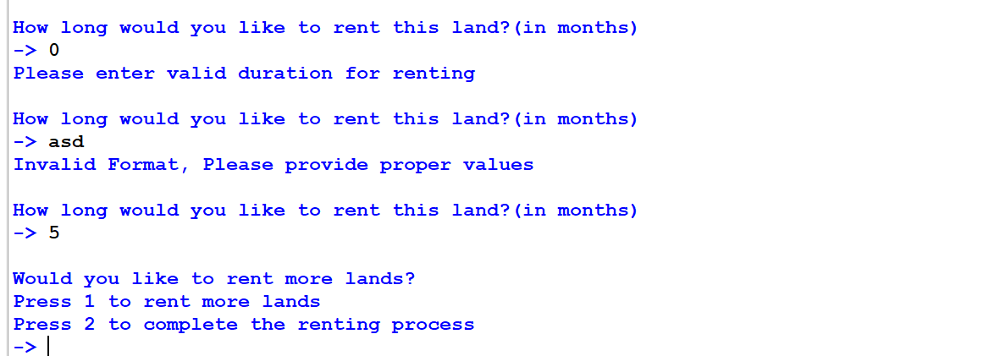 How long would you like to rent this land?(in months)
-> 0
Please enter valid duration for renting
How long would you like to rent this land?(in months)
-> asd
Invalid Format, Please provide proper values
How long would you like to rent this land?(in months)
-> 5
Would you like to rent more lands?
Press 1 to rent more lands
Press 2 to complete the renting process
->